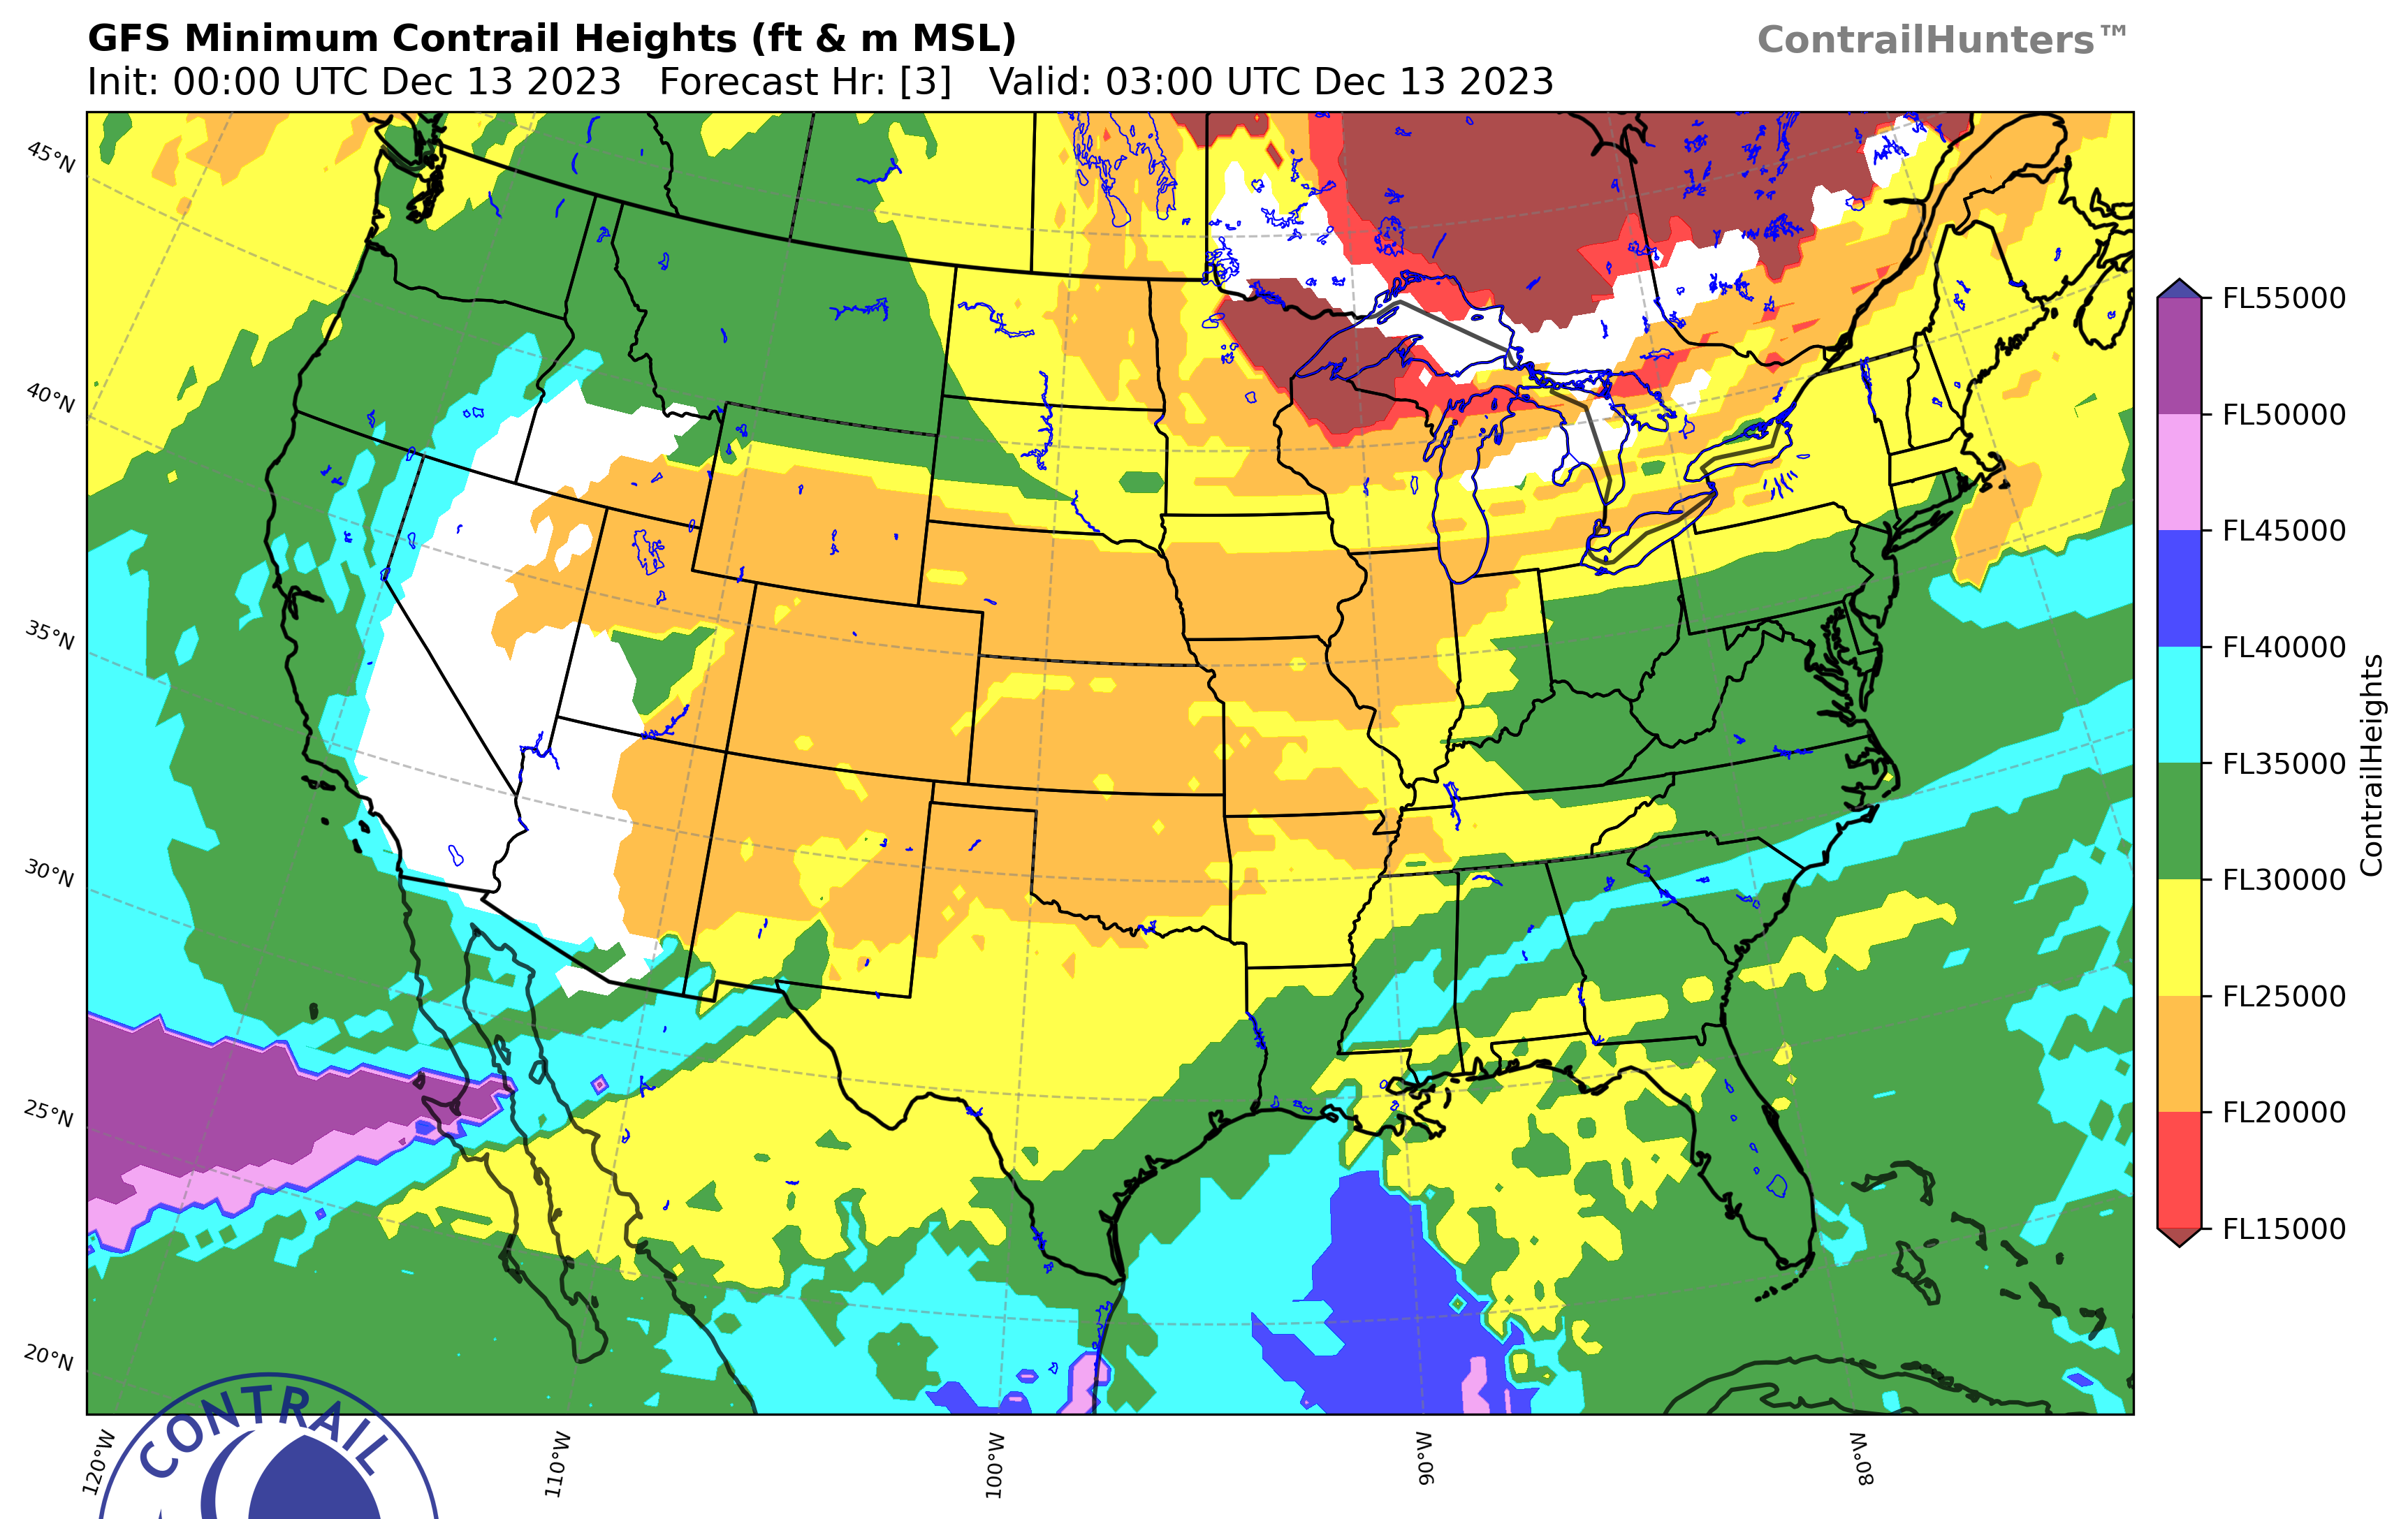 GFS Minimum Contrail Heights (ft & m MSL)
ContrailHunters™
Init: 00:00 UTC Dec 13 2023 Forecast Hr: [3] Valid: 03:00 UTC Dec 13 2023
45°N
40°N
35°N
30°N
25°N
20°N
120°W
110°W
100°W
90°W
80°W
FL55000
FL50000
FL45000
FL40000
FL35000
FL30000
FL25000
FL20000
FL15000
ContrailHeights
CONTRAIL